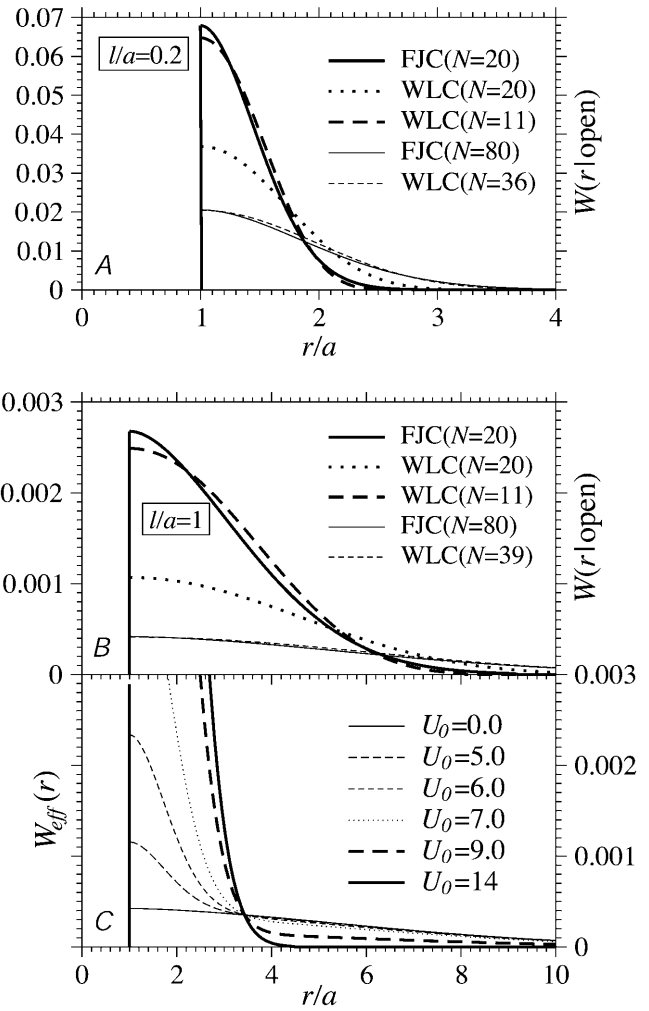 0.07
0.06
0.05
0.04
0.03
0.02
0.01
0
l/a=0.2
FJC(N=20)
WLC(N=20)
WLC(N=11)
FJC(N=80)
WLC(N=36)
W(r|open)
A
0 1 2 3 4
r/a
0.003
0.002
0.001
0
l/a=1
FJC(N=20)
WLC(N=20)
WLC(N=11)
FJC(N=80)
WLC(N=39)
W(r|open)
B
0.003
0.002
0.001
0
U0=0.0
U0=5.0
U0=6.0
U0=7.0
U0=9.0
U0=14
Weff(r)
C
0 2 4 6 8 10
r/a